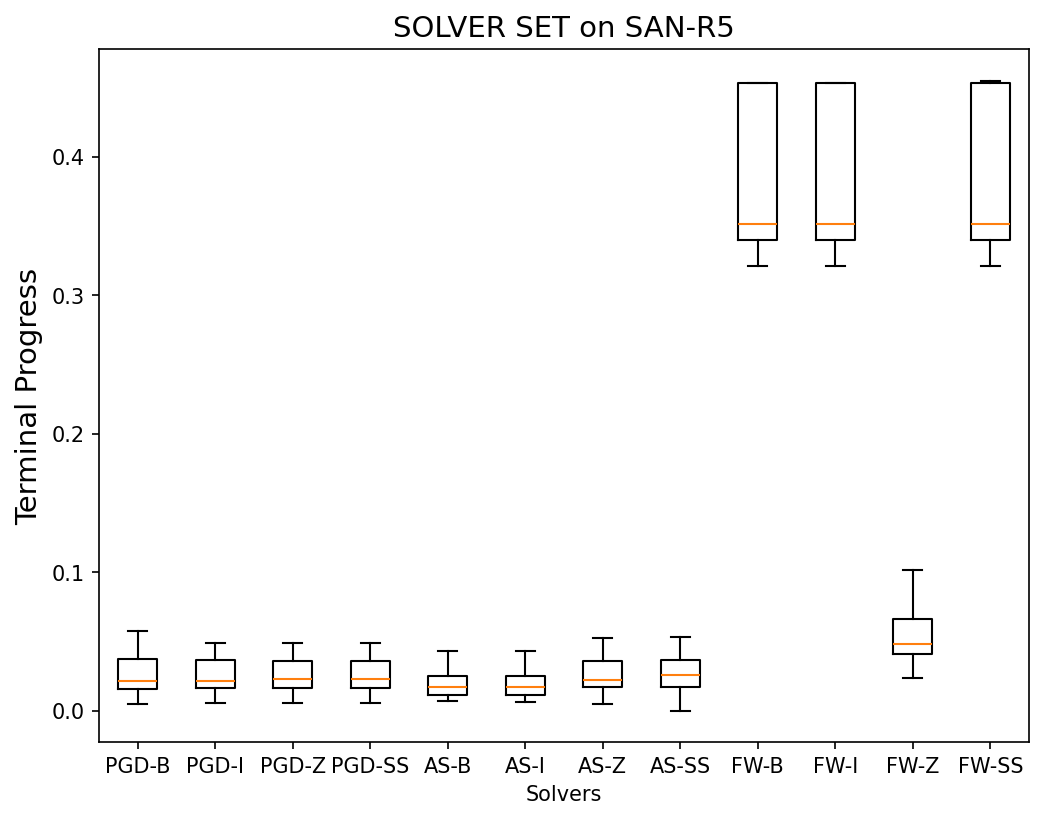 SOLVER SET on SAN-R5
Terminal Progress
0.4
0.3
0.2
0.1
0.0
PGD-B PGD-I PGD-Z PGD-SS AS-B AS-I AS-Z AS-SS FW-B FW-I FW-Z FW-SS
Solvers